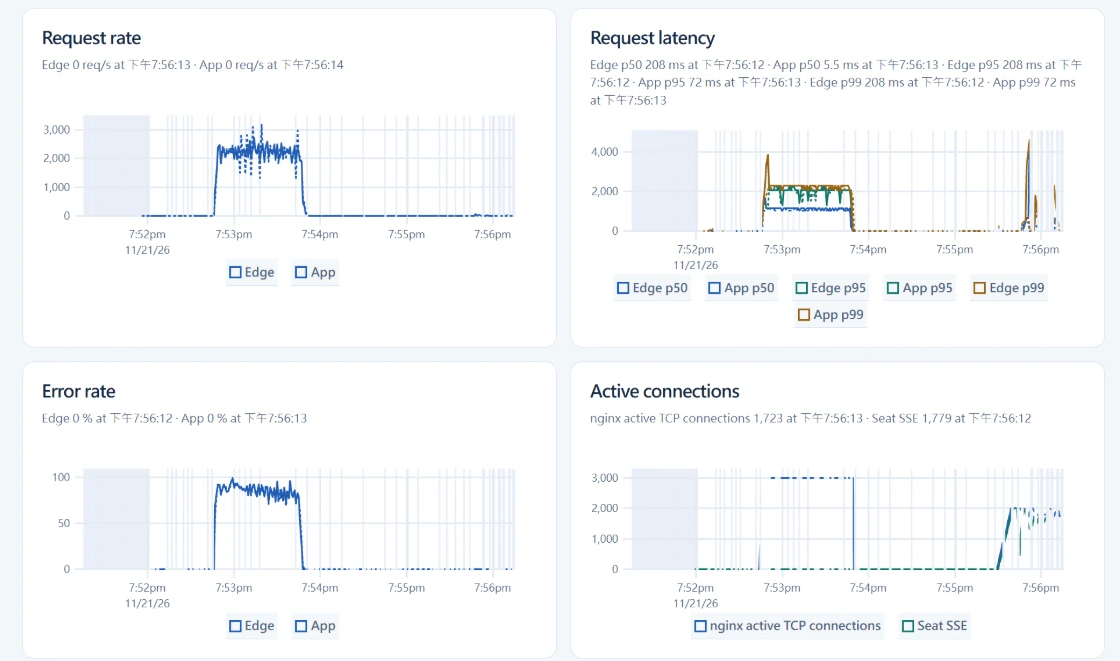 Request rate
Edge 0 req/s at 下午7:56:13 · App 0 req/s at 下午7:56:14
3,000
2,000
1,000
0
7:52pm 7:53pm 7:54pm 7:55pm 7:56pm
11/21/26
Edge App
Request latency
Edge p50 208 ms at 下午7:56:12 · App p50 5.5 ms at 下午7:56:13 · Edge p95 208 ms at 下午
7:56:12 · App p95 72 ms at 下午7:56:13 · Edge p99 208 ms at 下午7:56:12 · App p99 72 ms
at 下午7:56:13
4,000
2,000
0
7:52pm 7:53pm 7:54pm 7:55pm 7:56pm
11/21/26
Edge p50 App p50 Edge p95 App p95 Edge p99
App p99
Error rate
Edge 0 % at 下午7:56:12 · App 0 % at 下午7:56:13
100
50
0
7:52pm 7:53pm 7:54pm 7:55pm 7:56pm
11/21/26
Edge App
Active connections
nginx active TCP connections 1,723 at 下午7:56:13 · Seat SSE 1,779 at 下午7:56:12
3,000
2,000
1,000
0
7:52pm 7:53pm 7:54pm 7:55pm 7:56pm
11/21/26
nginx active TCP connections Seat SSE